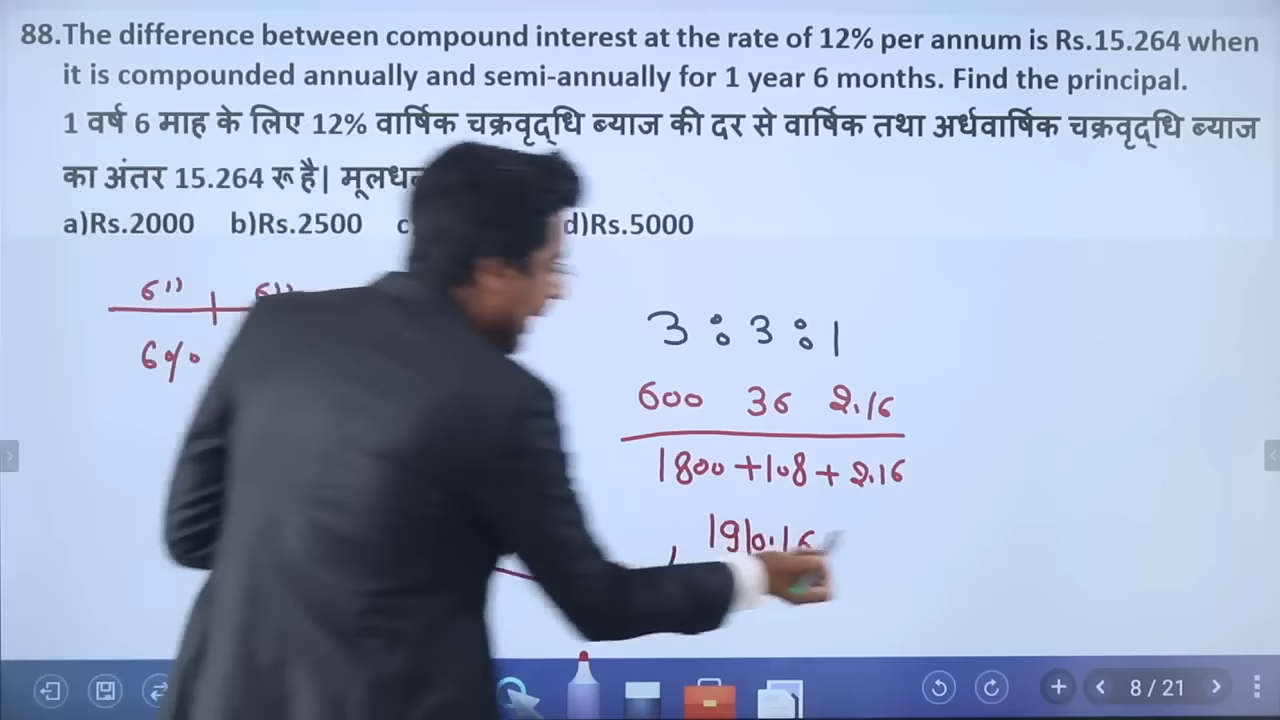 88.The difference between compound interest at the rate of 12% per annum is Rs.15.264 when
it is compounded annually and semi-annually for 1 year 6 months. Find the principal.
1 वर्ष 6 माह के लिए 12% वार्षिक चक्रवृद्धि ब्याज की दर से वार्षिक तथा अर्धवार्षिक चक्रवृद्धि ब्याज
का अंतर 15.264 रू है|
a)Rs.2000 b)Rs.2500 d)Rs.5000
6'' 6''
3 : 3 : 1
6%
600 36 2.16
1800+108+2.16
1910.16
8 / 21